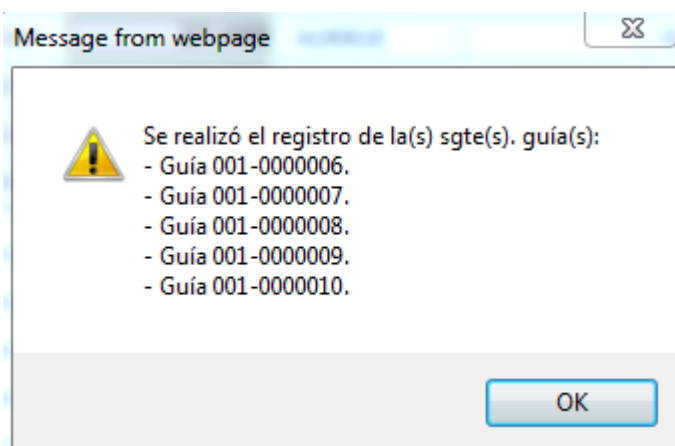 Message from webpage
Se realizó el registro de la(s) sgte(s). guía(s):
- Guía 001-0000006.
- Guía 001-0000007.
- Guía 001-0000008.
- Guía 001-0000009.
- Guía 001-0000010.
OK